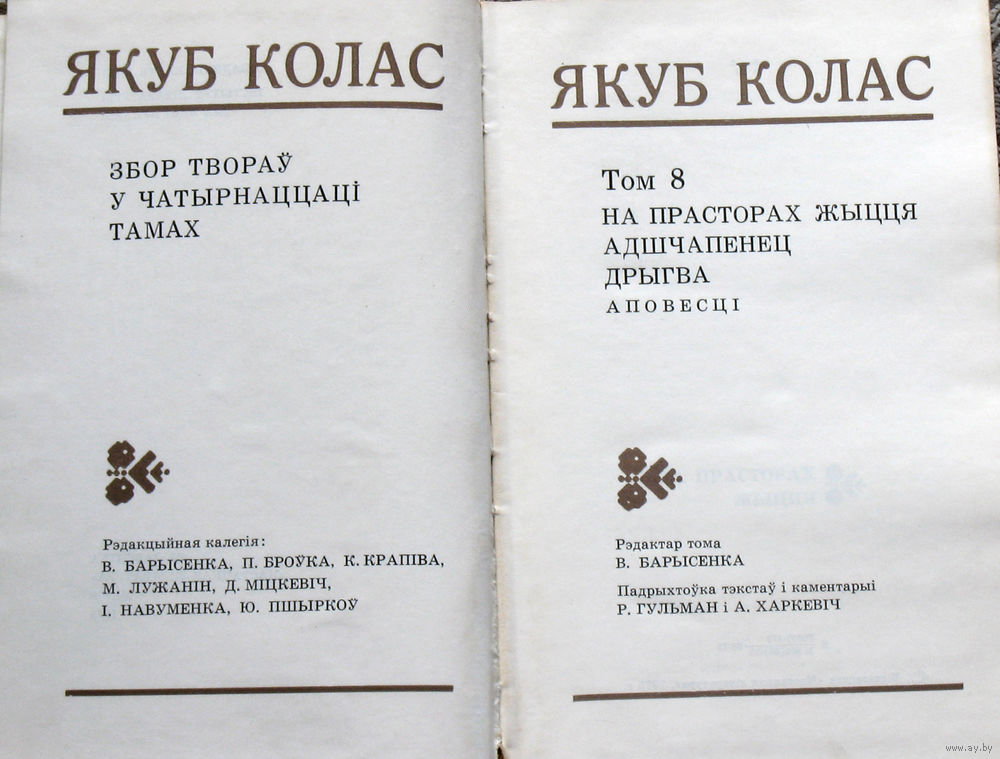 ЯКУБ КОЛАС
ЗБОР ТВОРАЎ
У ЧАТЫРНАЦЦАЦІ
ТАМАХ
Рэдакцыйная калегія:
В. БАРЫСЕНКА, П. БРОЎКА, К. КРАПІВА,
М. ЛУЖАНІН, Д. МІЦКЕВІЧ,
І. НАВУМЕНКА, Ю. ПШЫРКОЎ
ЯКУБ КОЛАС
Том 8
НА ПРАСТОРАХ ЖЫЦЦЯ
АДШЧАПЕНЕЦ
ДРЫГВА
АПОВЕСЦІ
ПРАСТОРАХ
Рэдактар тома
В. БАРЫСЕНКА
Падрыхтоўка тэкстаў і каментарыі
Р. ГУЛЬМАН і А. ХАРКЕВІЧ
www.ay.by